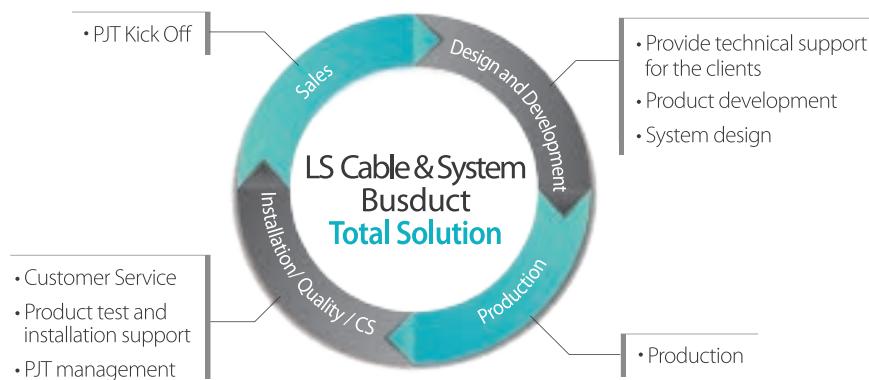 • PJT Kick Off
Sales
Design and Development
• Provide technical support
for the clients
• Product development
• System design
LS Cable & System
Busduct
Total Solution
Installation/ Quality / CS
Production
• Customer Service
• Product test and
installation support
• PJT management
• Production